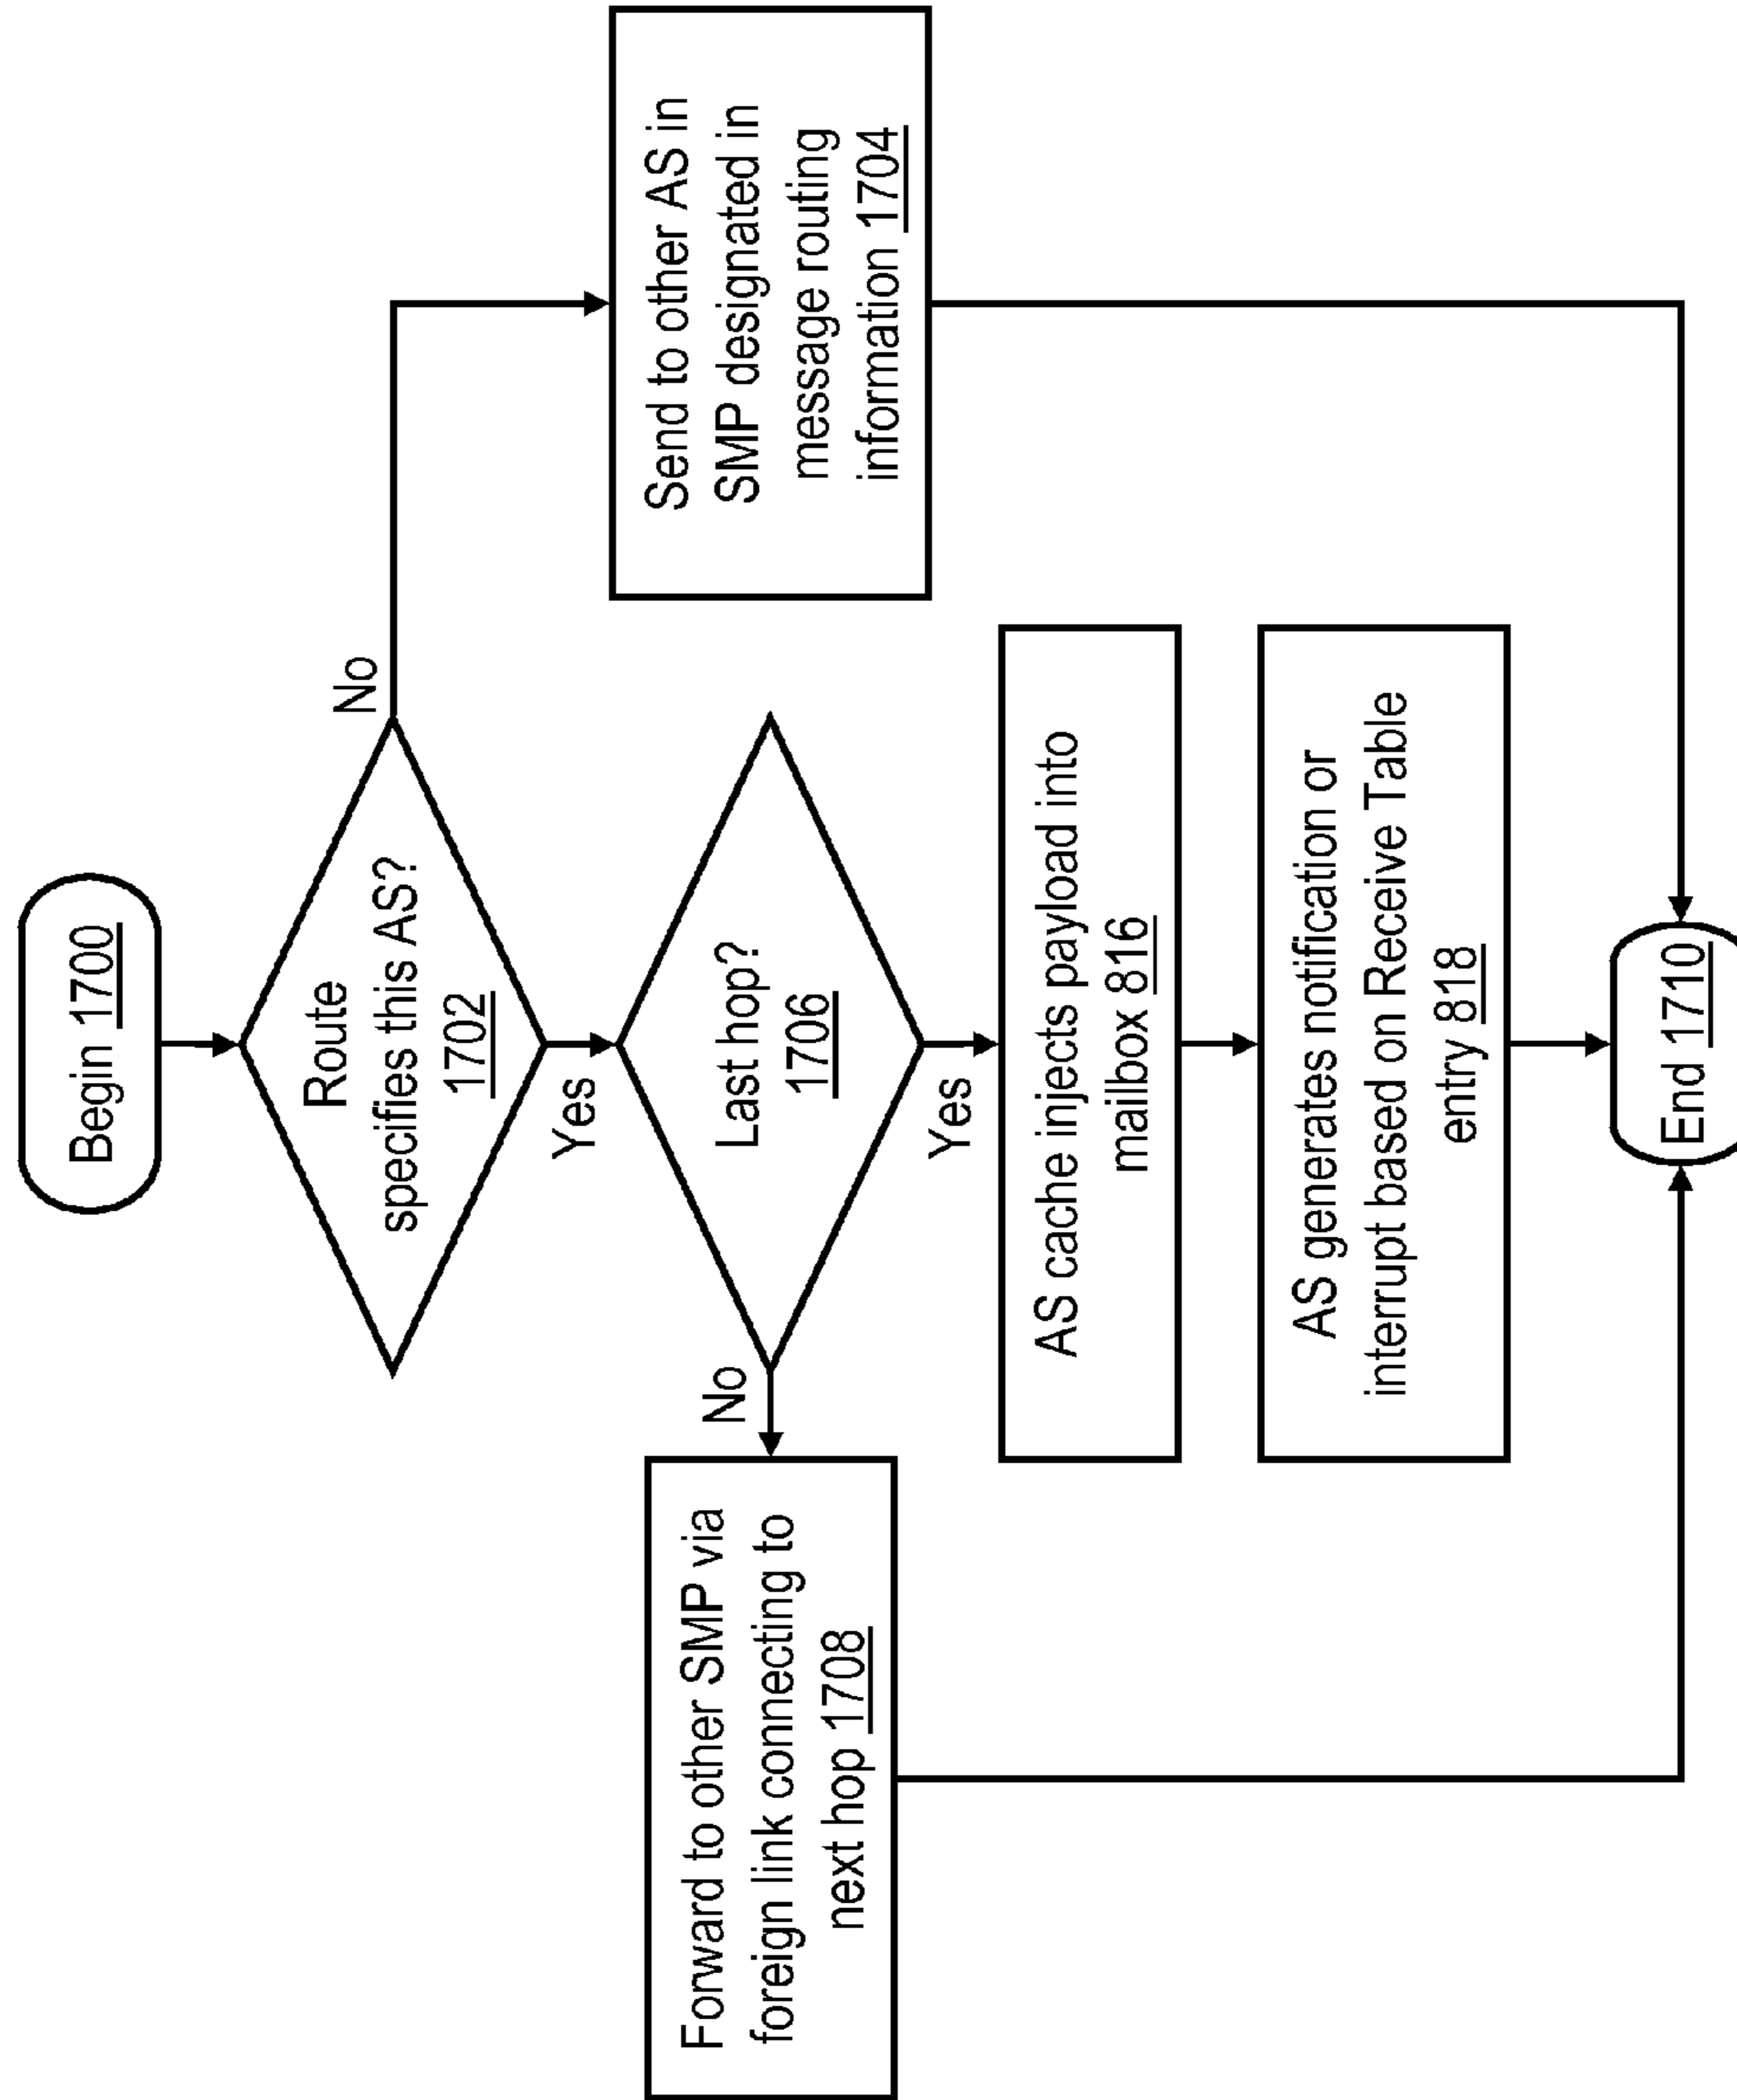 Begin 1700
Route
specifies this AS?
1702
No
Yes
Send to other AS in
SMP designated in
message routing
information 1704
Last hop?
1706
No
Yes
Forward to other SMP via
foreign link connecting to
next hop 1708
AS cache injects payload into
mailbox 816
AS generates notification or
interrupt based on Receive Table
entry 818
End 1710